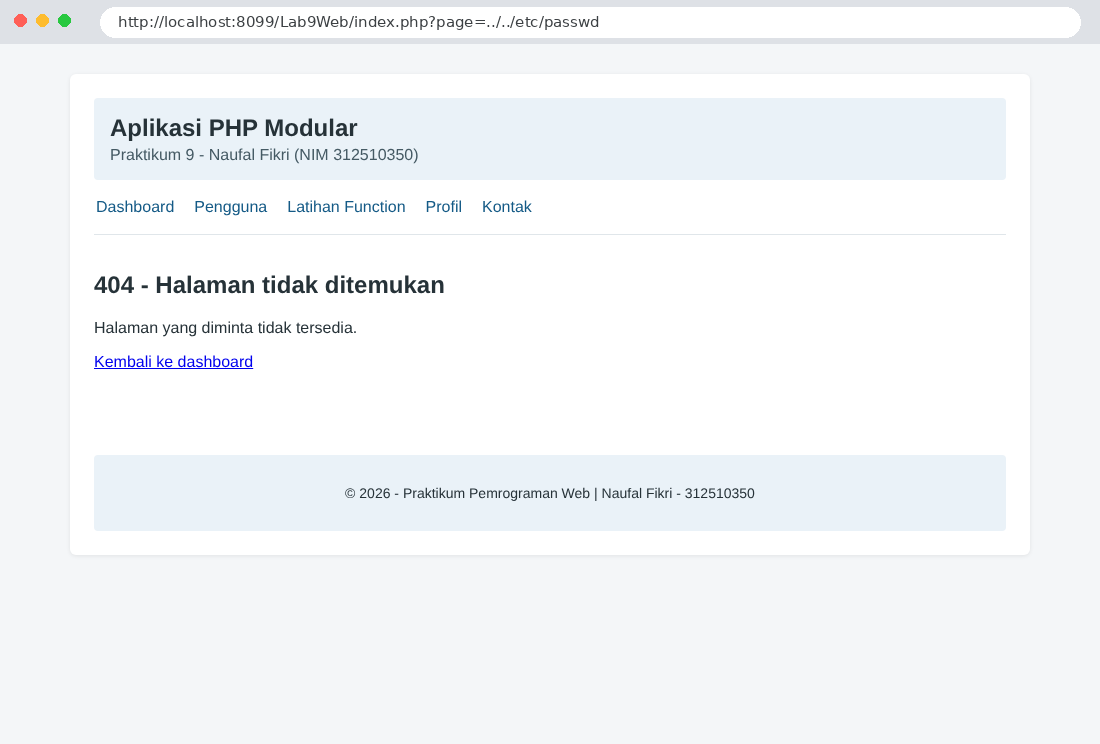 http://localhost:8099/Lab9Web/index.php?page=../../etc/passwd
Aplikasi PHP Modular
Praktikum 9 - Naufal Fikri (NIM 312510350)
Dashboard Pengguna Latihan Function Profil Kontak
404 - Halaman tidak ditemukan
Halaman yang diminta tidak tersedia.
Kembali ke dashboard
© 2026 - Praktikum Pemrograman Web | Naufal Fikri - 312510350